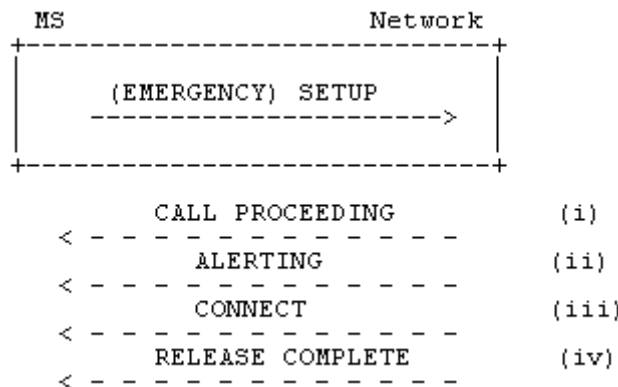 MS Network
(EMERGENCY) SETUP
CALL PROCEEDING (i)
ALERTING (ii)
CONNECT (iii)
RELEASE COMPLETE (iv)